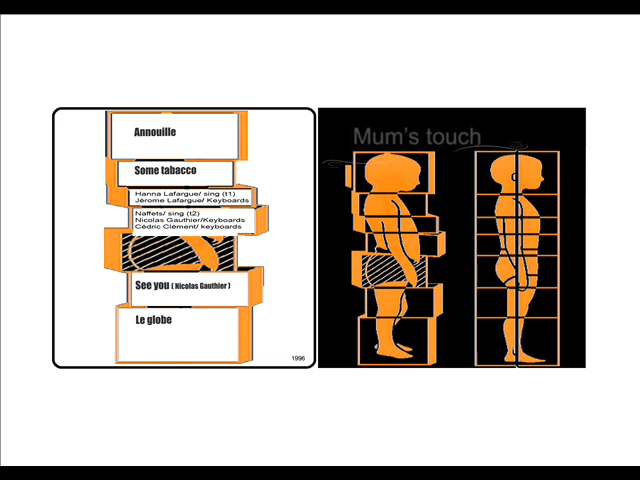 Annouille
Some tabacco
Hanna Lafargue/ sing (t1)
Jérome Lafargue/ Keyboards
Naffets/ sing (t2)
Nicolas Gauthier/Keyboards
Cédric Clément/ keyboards
See you ( Nicolas Gauthier )
Le globe
1996
Mum's touch